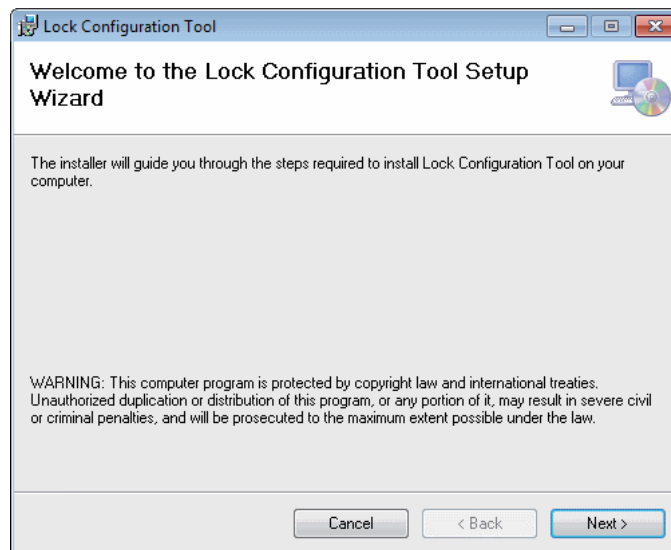 Lock Configuration Tool
Welcome to the Lock Configuration Tool Setup
Wizard
The installer will guide you through the steps required to install Lock Configuration Tool on your
computer.
WARNING: This computer program is protected by copyright law and international treaties.
Unauthorized duplication or distribution of this program, or any portion of it, may result in severe civil
or criminal penalties, and will be prosecuted to the maximum extent possible under the law.
Cancel
< Back
Next >